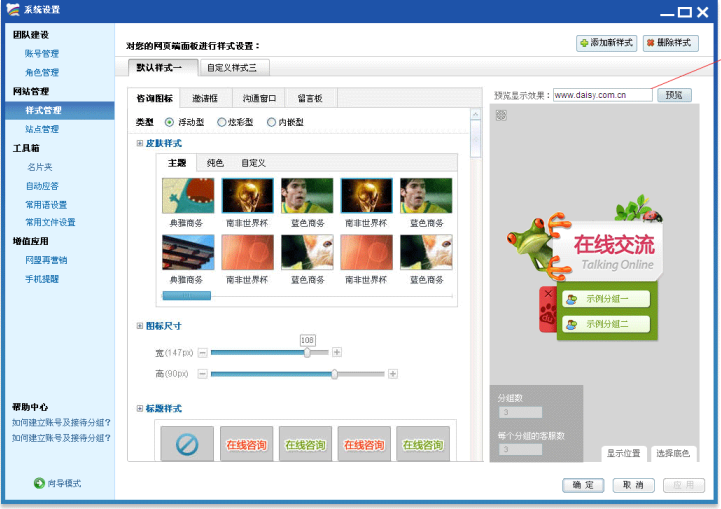 系统设置
团队建设
账号管理
角色管理
网站管理
样式管理
站点管理
工具箱
名片夹
自动应答
常用语设置
常用文件设置
增值应用
网盟再营销
手机提醒
帮助中心
如何建立账号及接待分组?
如何建立账号及接待分组?
向导模式
对您的网页端面板进行样式设置：
添加新样式
删除样式
默认样式一
自定义样式三
咨询图标
邀请框
沟通窗口
留言板
类型 浮动型 炫彩型 内嵌型
皮肤样式
主题 纯色 自定义
典雅商务 南非世界杯 蓝色商务 南非世界杯 蓝色商务
典雅商务 南非世界杯 蓝色商务 南非世界杯 蓝色商务
图标尺寸
108
宽(147px)
高(90px)
标题样式
在线咨询 在线咨询 在线咨询 在线咨询
预览显示效果：www.daisy.com.cn 预览
在线交流
Talking Online
示例分组一
示例分组二
分组数
3
每个分组的客服数
3
显示位置 选择底色
确 定 取 消 应 用